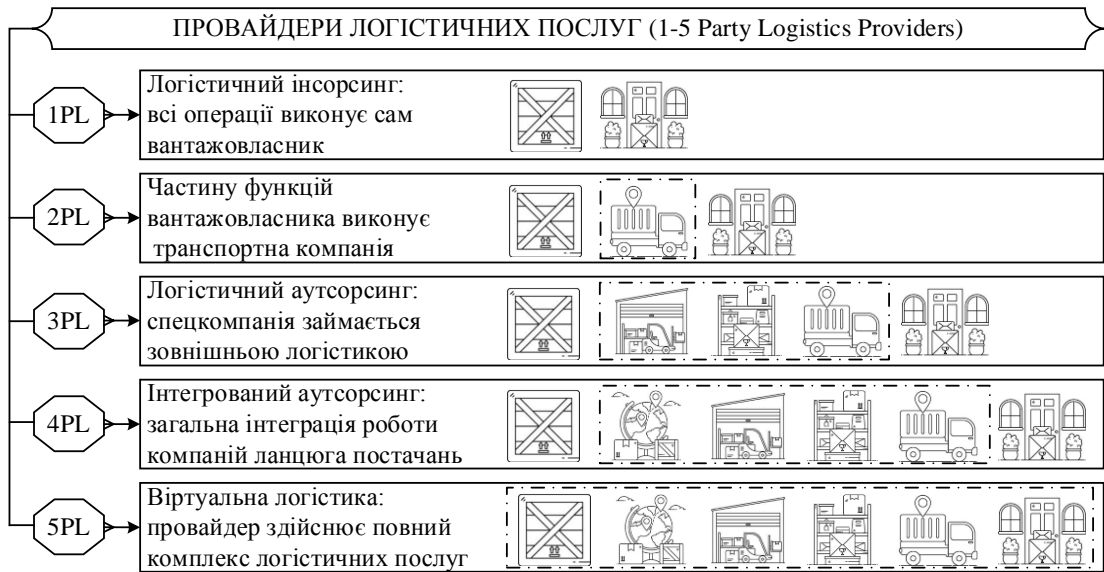 ПРОВАЙДЕРИ ЛОГІСТИЧНИХ ПОСЛУГ (1-5 Party Logistics Providers)
1PL
Логістичний інсорсинг:
всі операції виконує сам
вантажовласник
2PL
Частину функцій
вантажовласника виконує
транспортна компанія
3PL
Логістичний аутсорсинг:
спецкомпанія займається
зовнішньою логістикою
4PL
Інтегрований аутсорсинг:
загальна інтеграція роботи
компаній ланцюга постачань
5PL
Віртуальна логістика:
провайдер здійснює повний
комплекс логістичних послуг